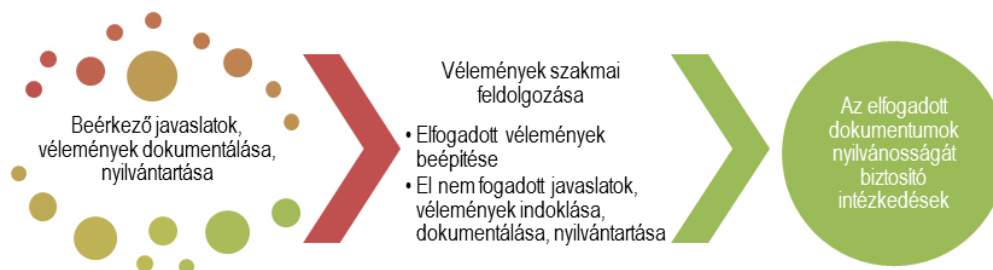 Beérkező javaslatok,
vélemények dokumentálása,
nyilvántartása
Vélemények szakmai
feldolgozása
• Elfogadott vélemények
beépítése
• El nem fogadott javaslatok,
vélemények indoklása,
dokumentálása, nyilvántartása
Az elfogadott
dokumentumok
nyilvánosságát
biztosító
intézkedések